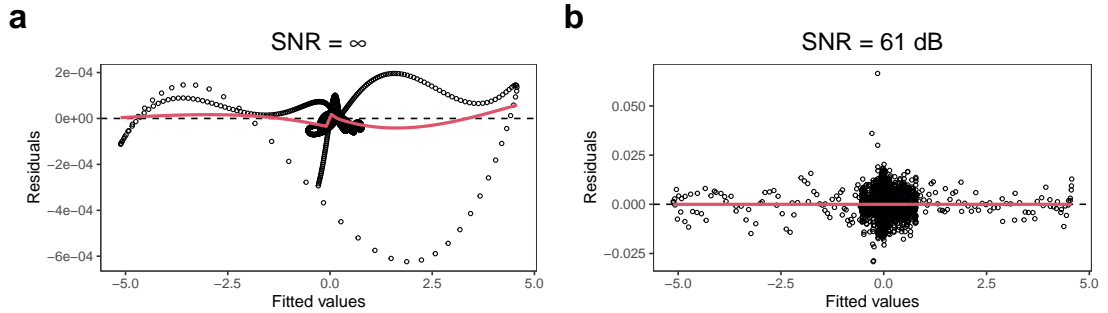 a
SNR = ∞
2e−04
0e+00
−2e−04
−4e−04
−6e−04
Residuals
−5.0
−2.5
0.0
2.5
5.0
Fitted values
b
SNR = 61 dB
0.050
0.025
0.000
−0.025
Residuals
−5.0
−2.5
0.0
2.5
5.0
Fitted values